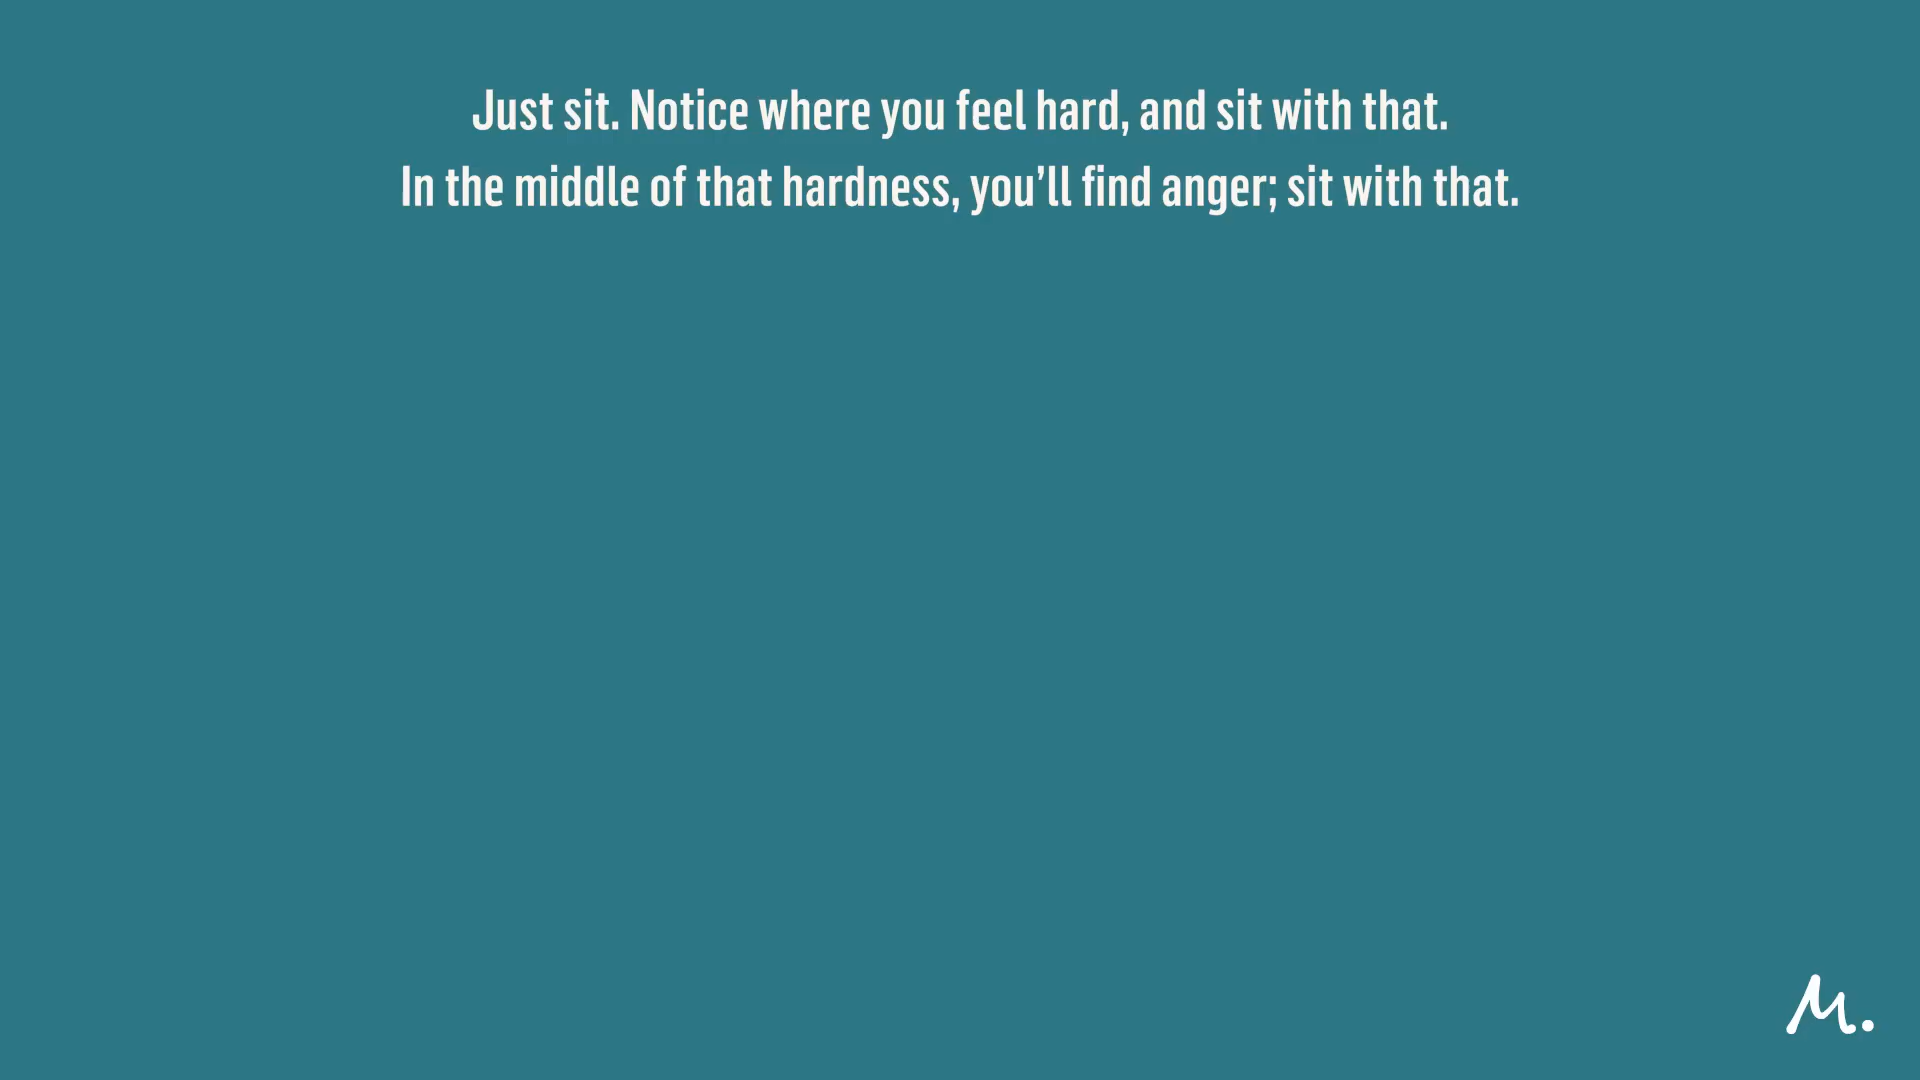 Just sit. Notice where you feel hard, and sit with that.
In the middle of that hardness, you’ll find anger; sit with that.
M.